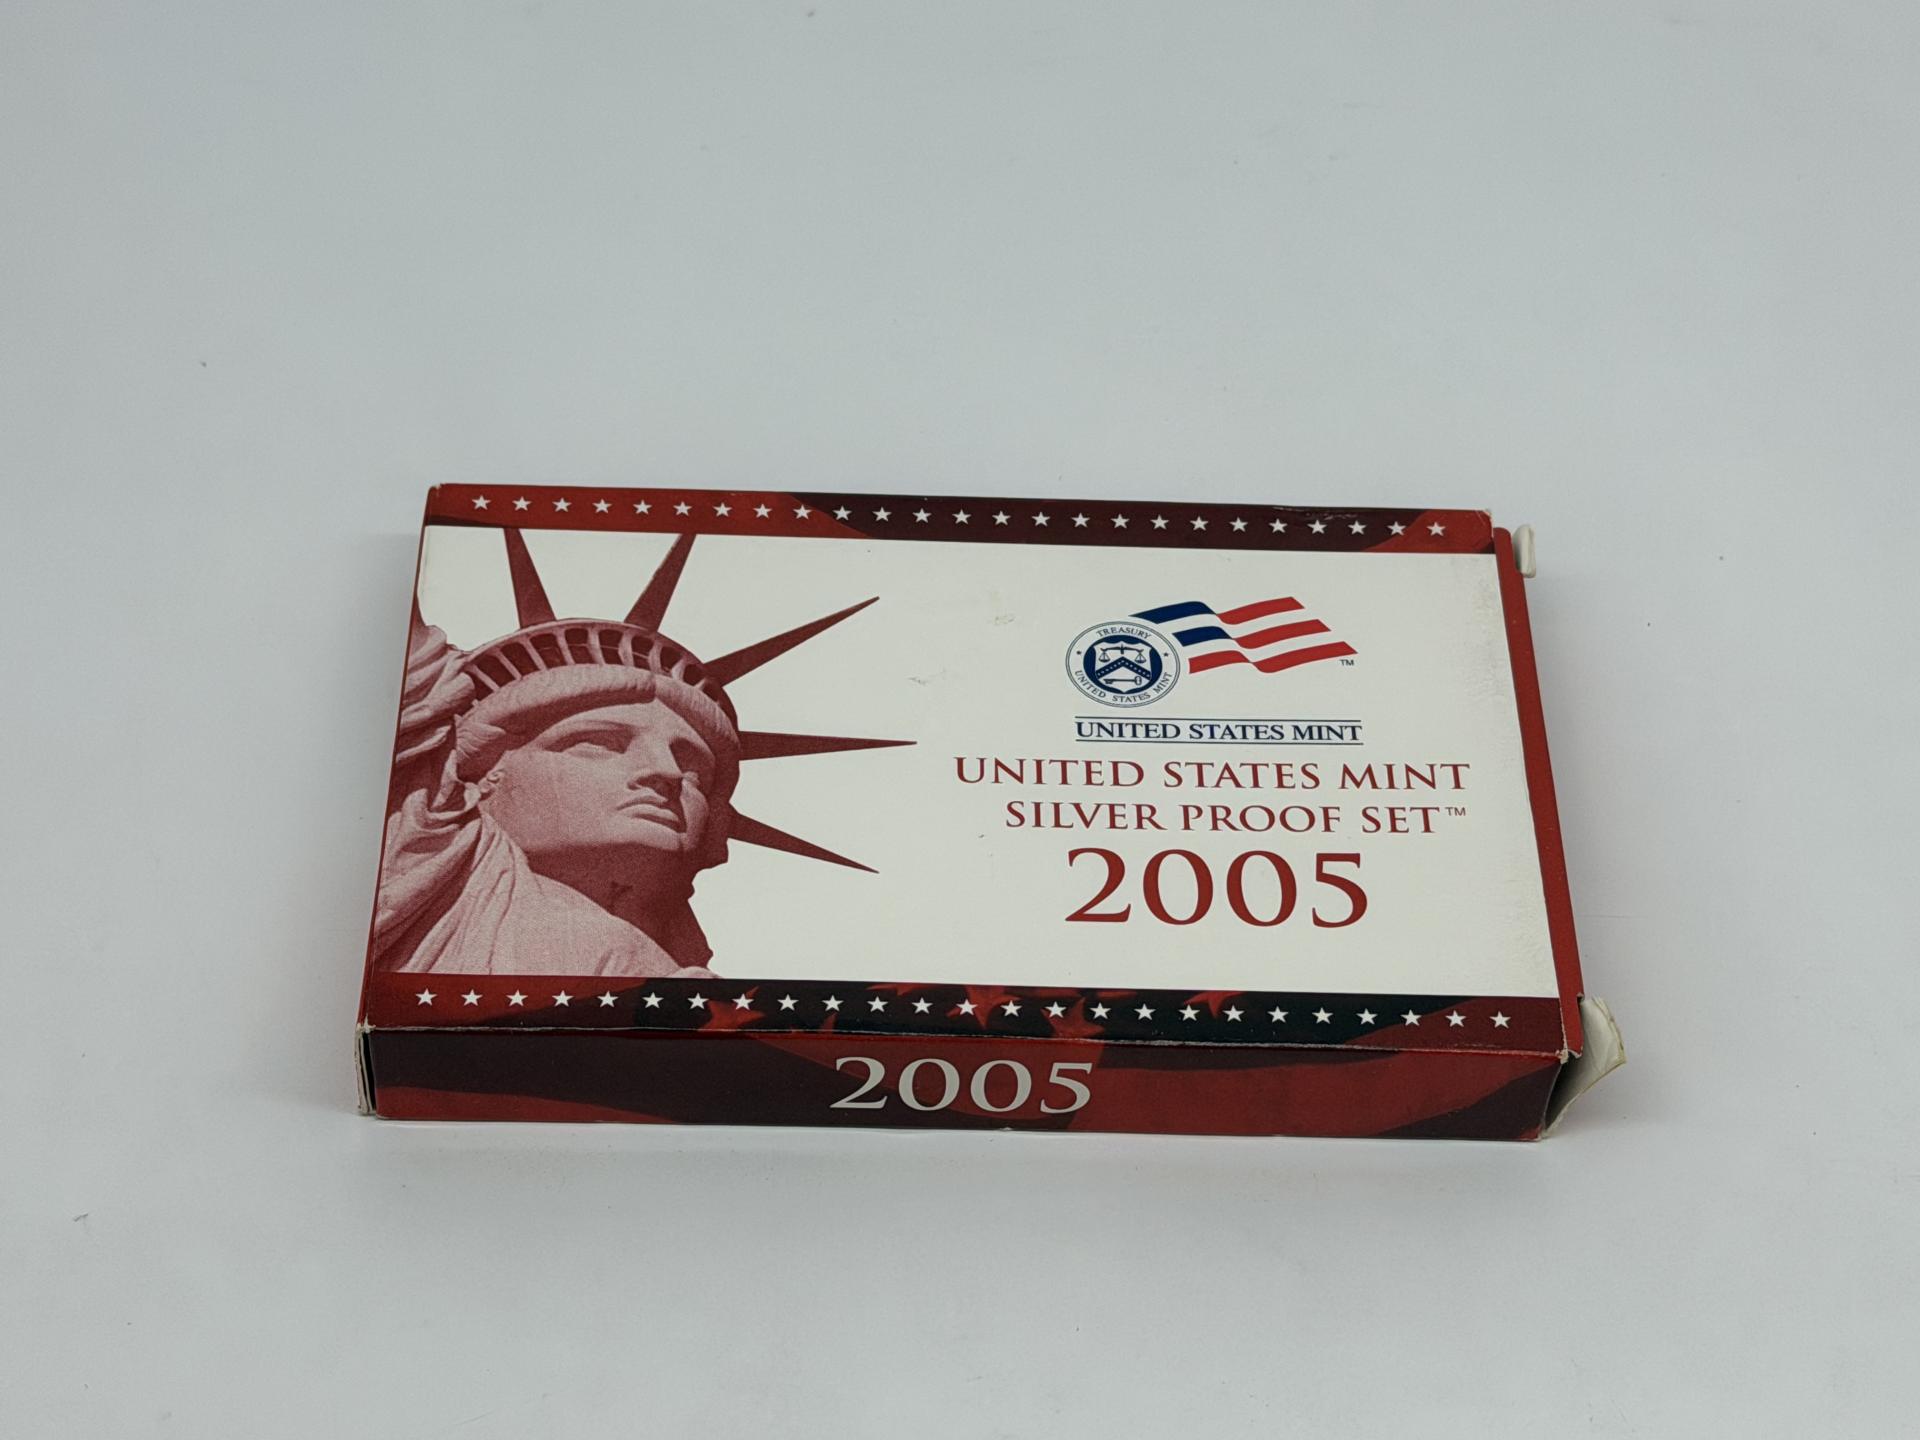 TREASURY
UNITED STATES MINT
TM
UNITED STATES MINT
UNITED STATES MINT
SILVER PROOF SET™
2005
2005